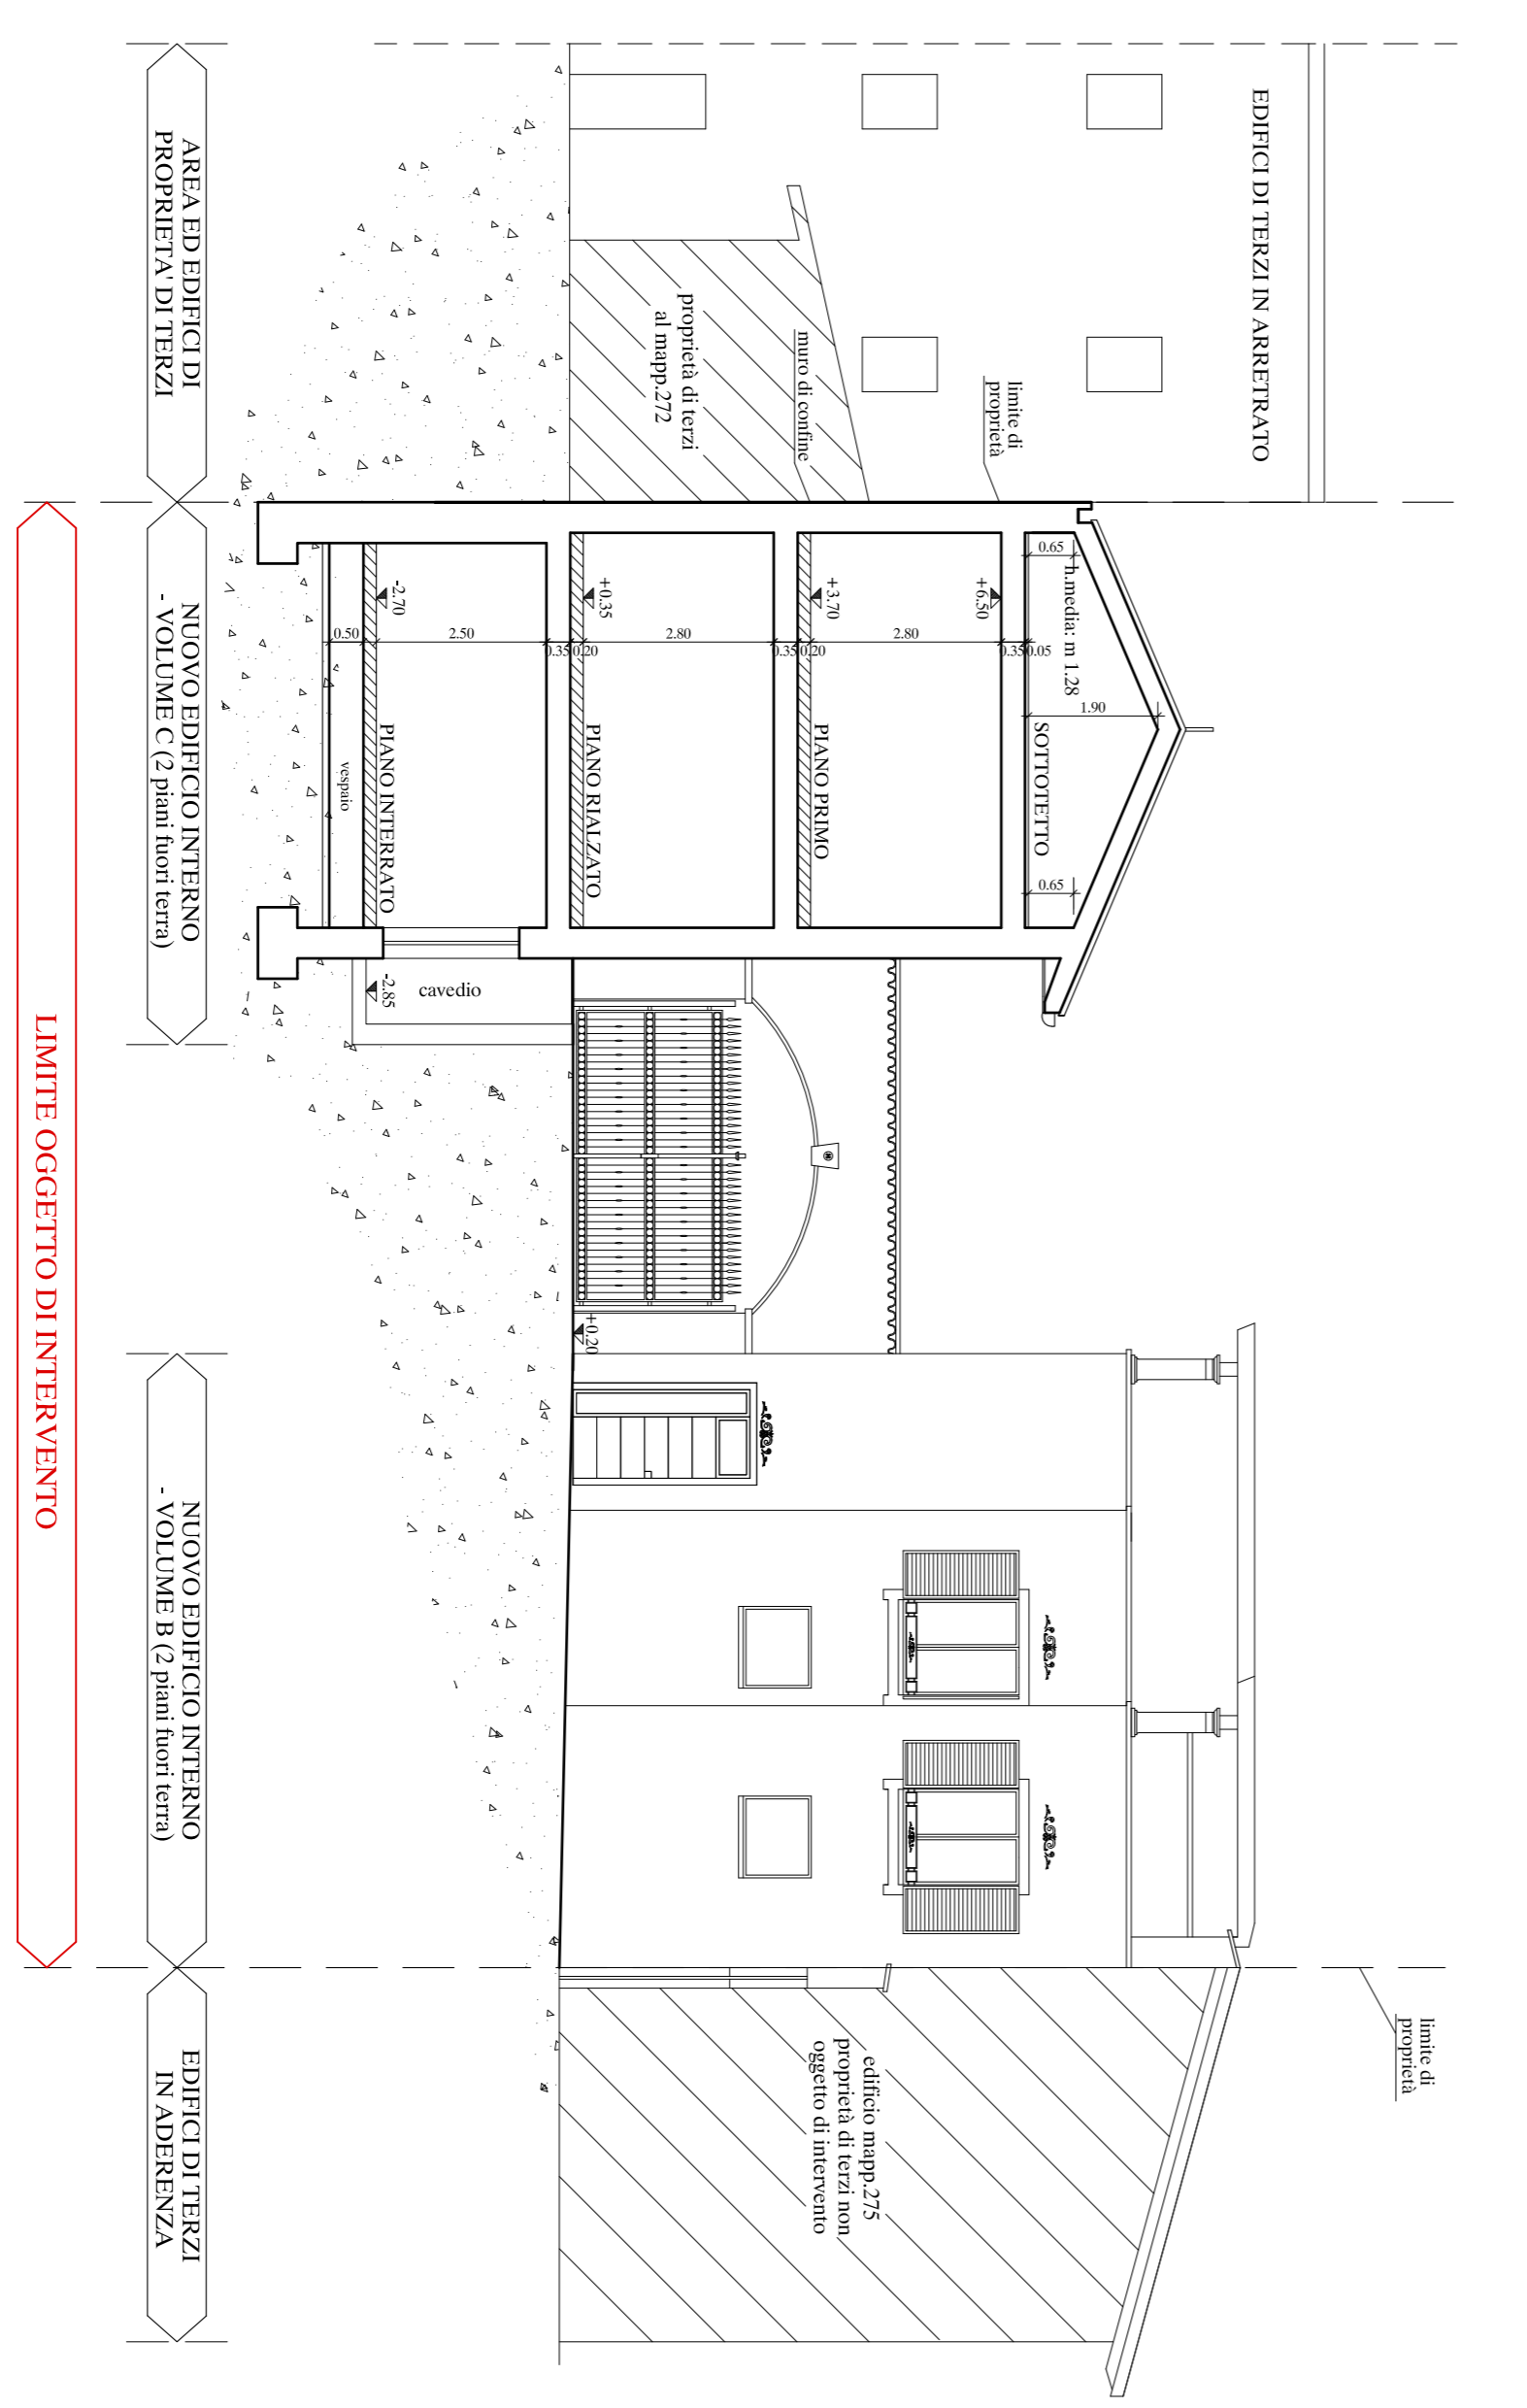 EDIFICI DI TERZI IN ARRETRATO
limite di
proprietà
muro di confine
proprietà di terzi
al mapp.272
0.65
h.media: m 1.28
1.90
0.65
SOTTOTETTO
+6.50
0.35
0.05
2.80
+3.70
PIANO PRIMO
0.35
0.20
2.80
+0.35
PIANO RIALZATO
0.35
0.20
2.50
-2.70
PIANO INTERRATO
0.50
vespaio
cavedio
-2.85
+0.20
limite di
proprietà
edificio mapp.275
proprietà di terzi non
oggetto di intervento
AREA ED EDIFICI DI
PROPRIETA' DI TERZI
NUOVO EDIFICIO INTERNO
- VOLUME C (2 piani fuori terra)
NUOVO EDIFICIO INTERNO
- VOLUME B (2 piani fuori terra)
EDIFICI DI TERZI
IN ADERENZA
LIMITE OGGETTO DI INTERVENTO